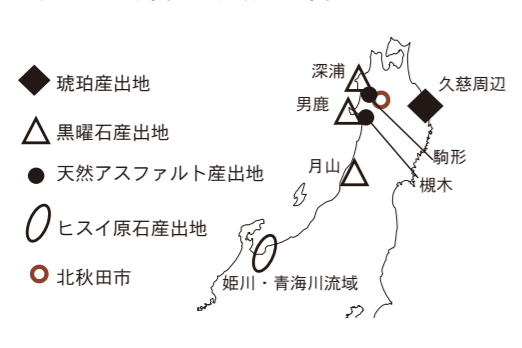 琥珀産出地
黒曜石産出地
天然アスファルト産出地
ヒスイ原石産出地
北秋田市
深浦
久慈周辺
男鹿
駒形
月山
槻木
姫川・青海川流域